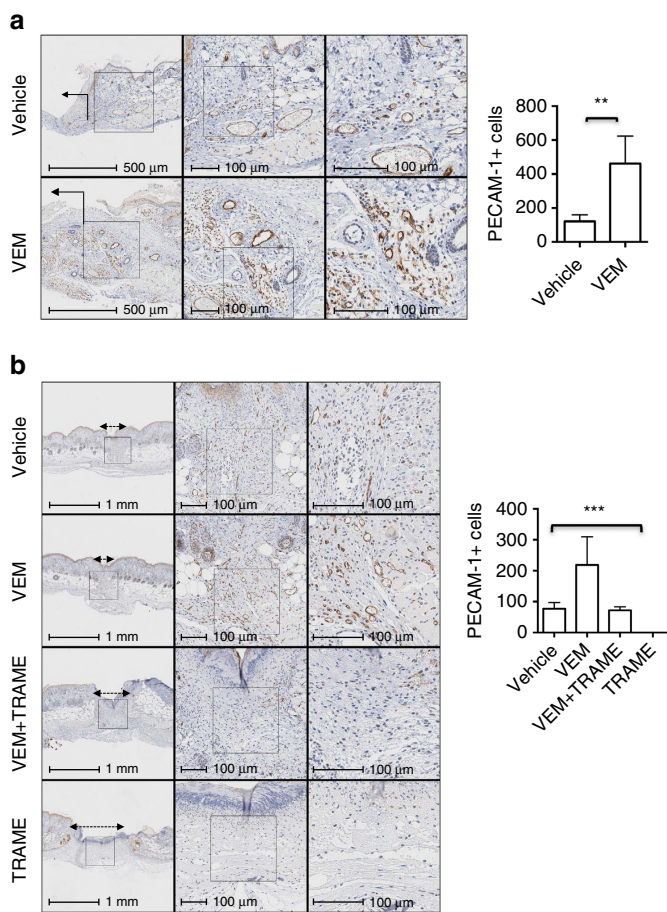 a
Vehicle
500 µm
100 µm
100 µm
VEM
500 µm
100 µm
100 µm
PECAM-1+ cells
800
600
400
200
0
**
Vehicle
VEM
b
Vehicle
1 mm
100 µm
100 µm
VEM
1 mm
100 µm
100 µm
VEM+TRAME
1 mm
100 µm
100 µm
TRAME
1 mm
100 µm
100 µm
PECAM-1+ cells
400
300
200
100
0
***
Vehicle
VEM
VEM+TRAME
TRAME